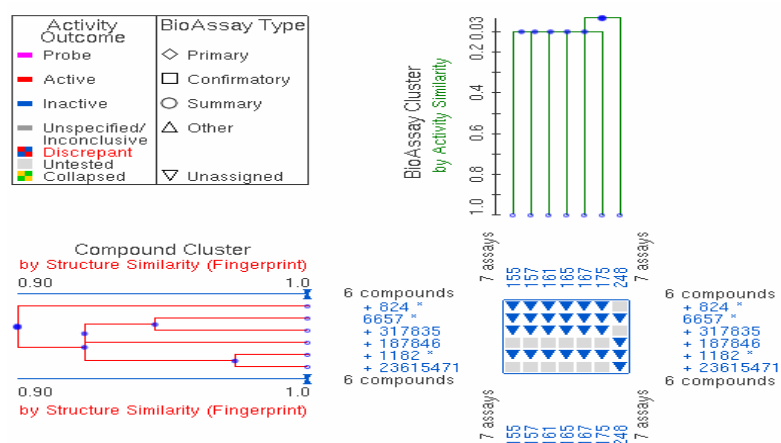 Activity
Outcome
Probe
Active
Inactive
Unspecified/
Inconclusive
Discrepant
Untested
Collapsed
BioAssay Type
Primary
Confirmatory
Summary
Other
Unassigned
BioAssay Cluster
by Activity Similarity
0.03
0.2
0.4
0.6
0.8
1.0
Compound Cluster
by Structure Similarity (Fingerprint)
0.90 1.0
0.90 1.0
by Structure Similarity (Fingerprint)
7 assays
155
157
161
165
167
175
248
7 assays
6 compounds
+ 824 *
6657 *
+ 317835
+ 187846
+ 1182 *
+ 23615471
6 compounds
6 compounds
+ 824 *
6657 *
+ 317835
+ 187846
+ 1182 *
+ 23615471
6 compounds
7 assays
155
157
161
165
167
175
248
7 assays